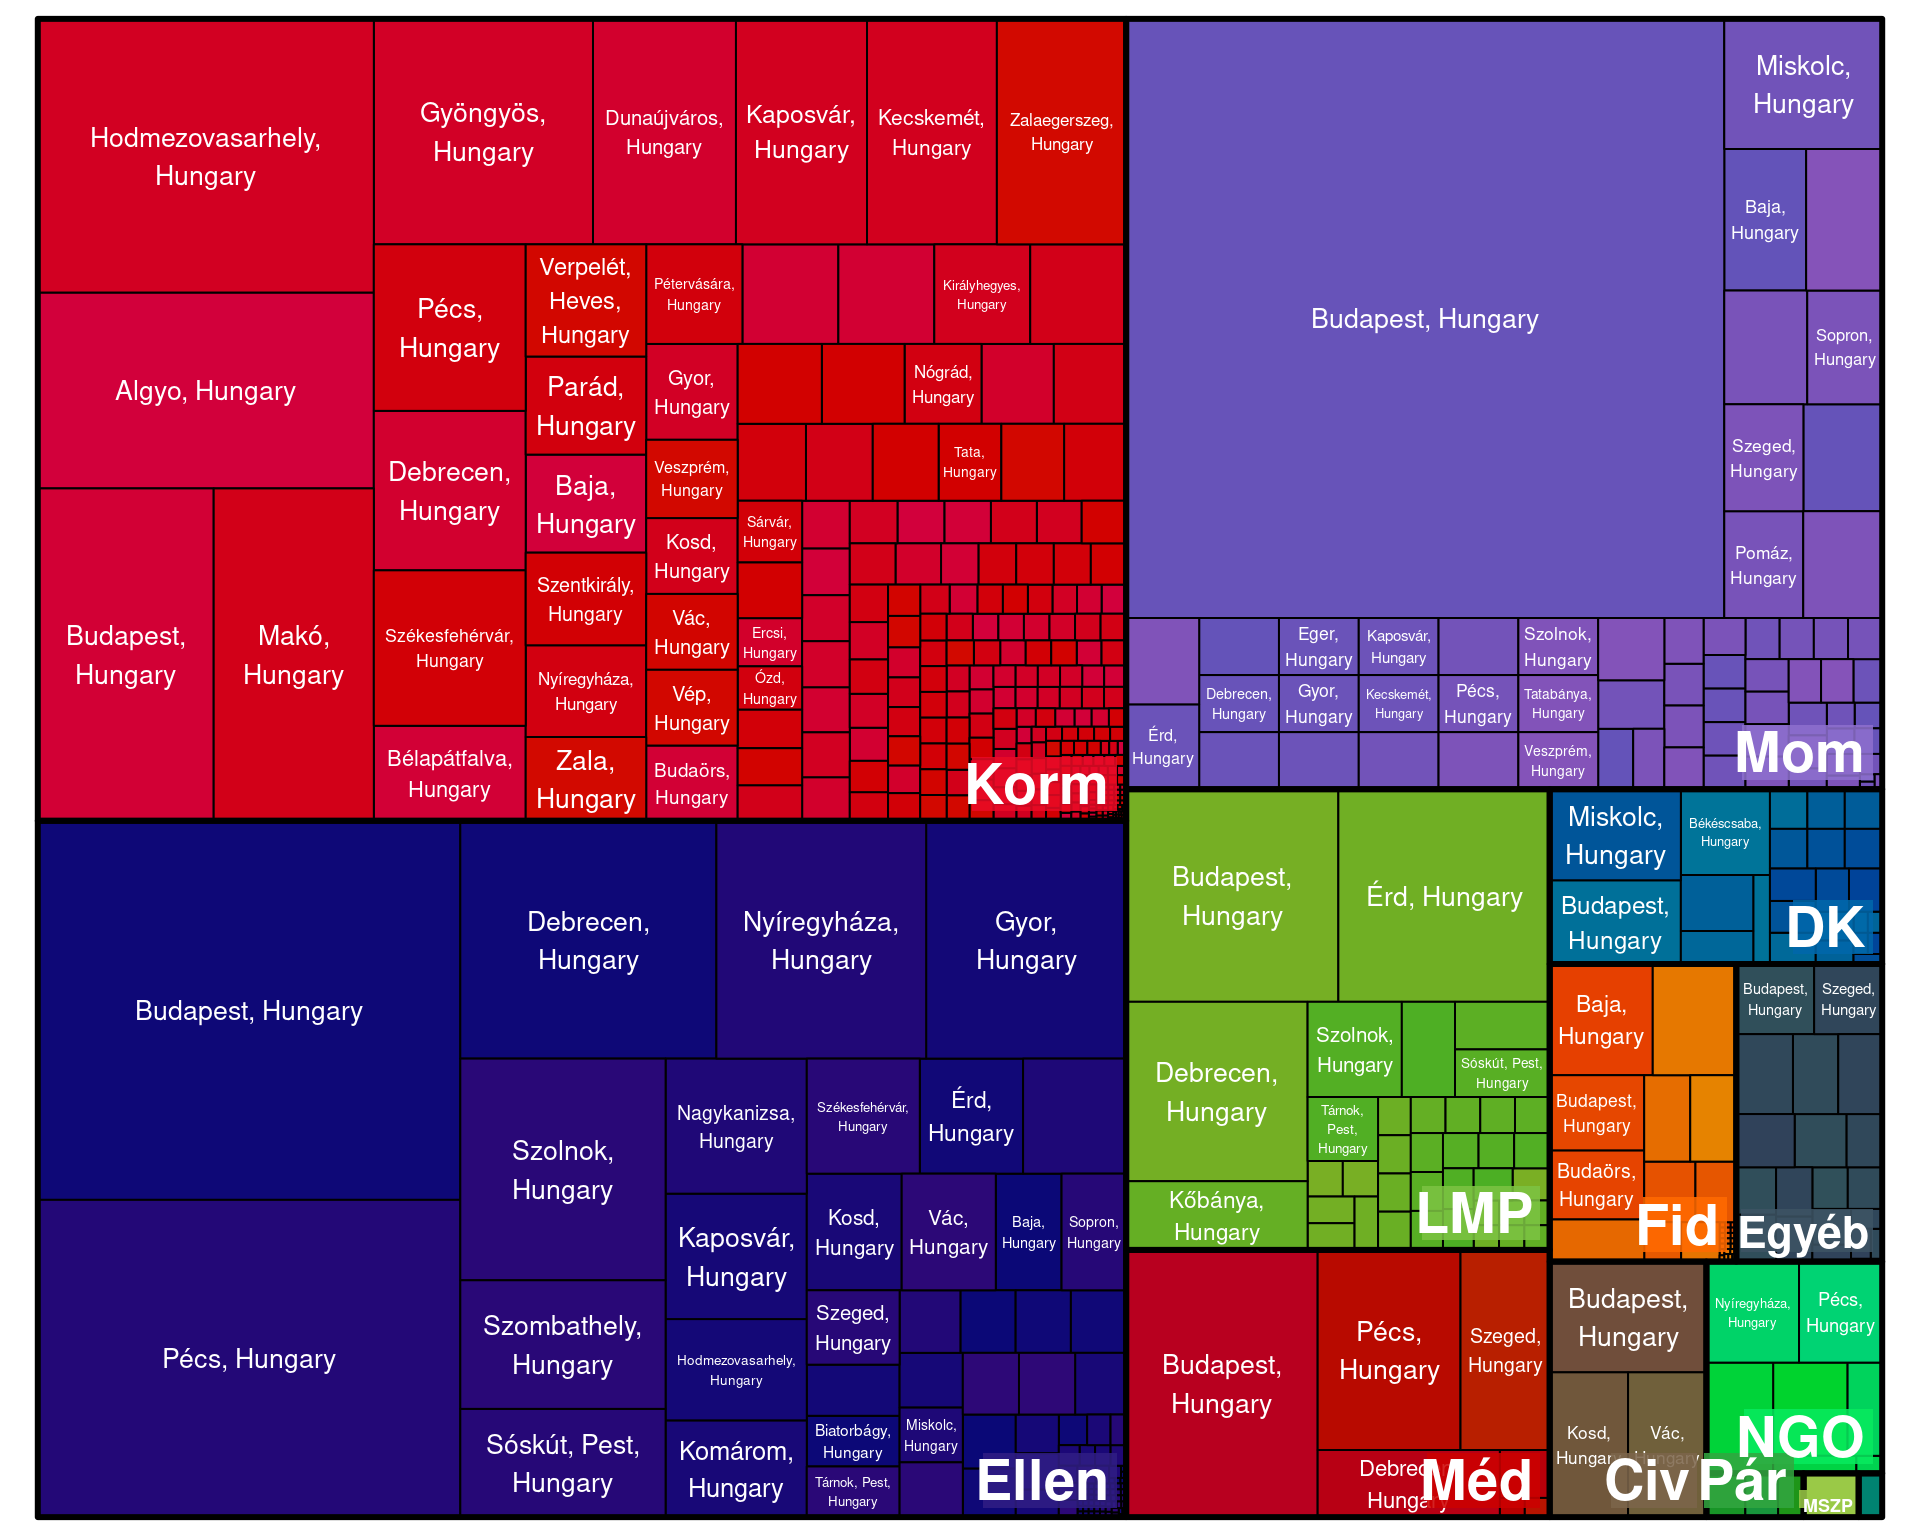 Hodmezovasarhely,
Hungary
Algyo, Hungary
Budapest,
Hungary
Makó,
Hungary
Gyöngyös,
Hungary
Dunaújváros,
Hungary
Kaposvár,
Hungary
Kecskemét,
Hungary
Zalaegerszeg,
Hungary
Pécs,
Hungary
Debrecen,
Hungary
Székesfehérvár,
Hungary
Bélapátfalva,
Hungary
Verpelét,
Heves,
Hungary
Parád,
Hungary
Baja,
Hungary
Szentkirály,
Hungary
Nyíregyháza,
Hungary
Zala,
Hungary
Pétervására,
Hungary
Királyhegyes,
Hungary
Gyor,
Hungary
Nógrád,
Hungary
Veszprém,
Hungary
Tata,
Hungary
Kosd,
Hungary
Sárvár,
Hungary
Vác,
Hungary
Ercsi,
Hungary
Vép,
Hungary
Ózd,
Hungary
Budaörs,
Hungary
Korm
Budapest, Hungary
Miskolc,
Hungary
Baja,
Hungary
Sopron,
Hungary
Szeged,
Hungary
Pomáz,
Hungary
Érd,
Hungary
Debrecen,
Hungary
Eger,
Hungary
Gyor,
Hungary
Kaposvár,
Hungary
Kecskemét,
Hungary
Pécs,
Hungary
Szolnok,
Hungary
Tatabánya,
Hungary
Veszprém,
Hungary
Mom
Budapest, Hungary
Pécs, Hungary
Debrecen,
Hungary
Nyíregyháza,
Hungary
Gyor,
Hungary
Szolnok,
Hungary
Szombathely,
Hungary
Sóskút, Pest,
Hungary
Nagykanizsa,
Hungary
Kaposvár,
Hungary
Hodmezovasarhely,
Hungary
Komárom,
Hungary
Székesfehérvár,
Hungary
Érd,
Hungary
Kosd,
Hungary
Vác,
Hungary
Baja,
Hungary
Sopron,
Hungary
Szeged,
Hungary
Biatorbágy,
Hungary
Tárnok, Pest,
Hungary
Miskolc,
Hungary
Ellen
Budapest,
Hungary
Érd, Hungary
Debrecen,
Hungary
Kőbánya,
Hungary
Szolnok,
Hungary
Sóskút, Pest,
Hungary
Tárnok,
Pest,
Hungary
LMP
Miskolc,
Hungary
Budapest,
Hungary
Békéscsaba,
Hungary
DK
Baja,
Hungary
Budapest,
Hungary
Budaörs,
Hungary
Fid
Budapest,
Hungary
Szeged,
Hungary
Egyéb
Budapest,
Hungary
Pécs,
Hungary
Szeged,
Hungary
Debrecen,
Hungary
Méd
Budapest,
Hungary
Kosd,
Hungary
Vác,
Hungary
Civ
Nyíregyháza,
Hungary
Pécs,
Hungary
NGO
Pár
MSZP